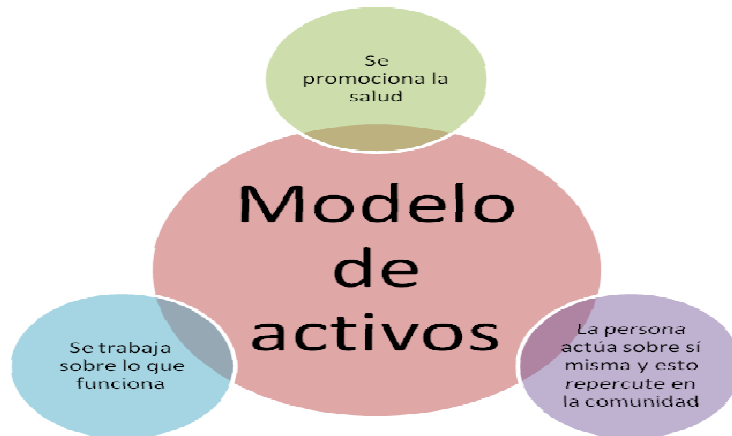 Se
promociona la
salud
Modelo
de
activos
Se trabaja
sobre lo que
funciona
La persona
actúa sobre sí
misma y esto
repercute en
la comunidad